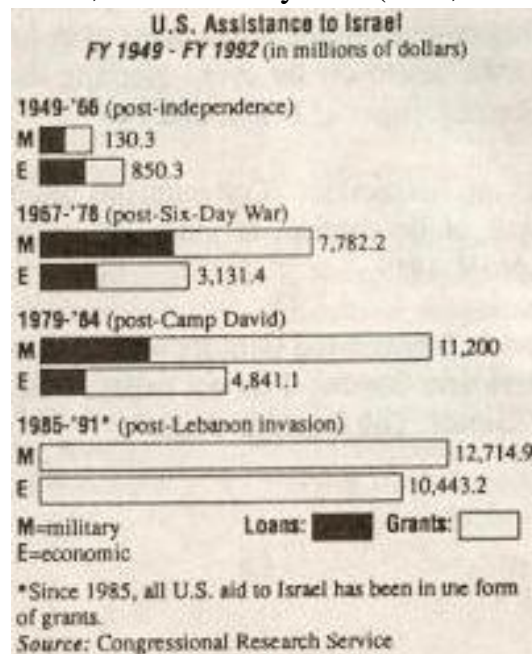 U.S. Assistance to Israel
FY 1949 - FY 1992 (in millions of dollars)
1949-'66 (post-independence)
M 130.3
E 850.3
1967-'78 (post-Six-Day War)
M 7,782.2
E 3,131.4
1979-'84 (post-Camp David)
M 11,200
E 4,841.1
1985-'91* (post-Lebanon invasion)
M 12,714.9
E 10,443.2
M=military Loans: Grants:
E=economic
*Since 1985, all U.S. aid to Israel has been in the form
of grants.
Source: Congressional Research Service